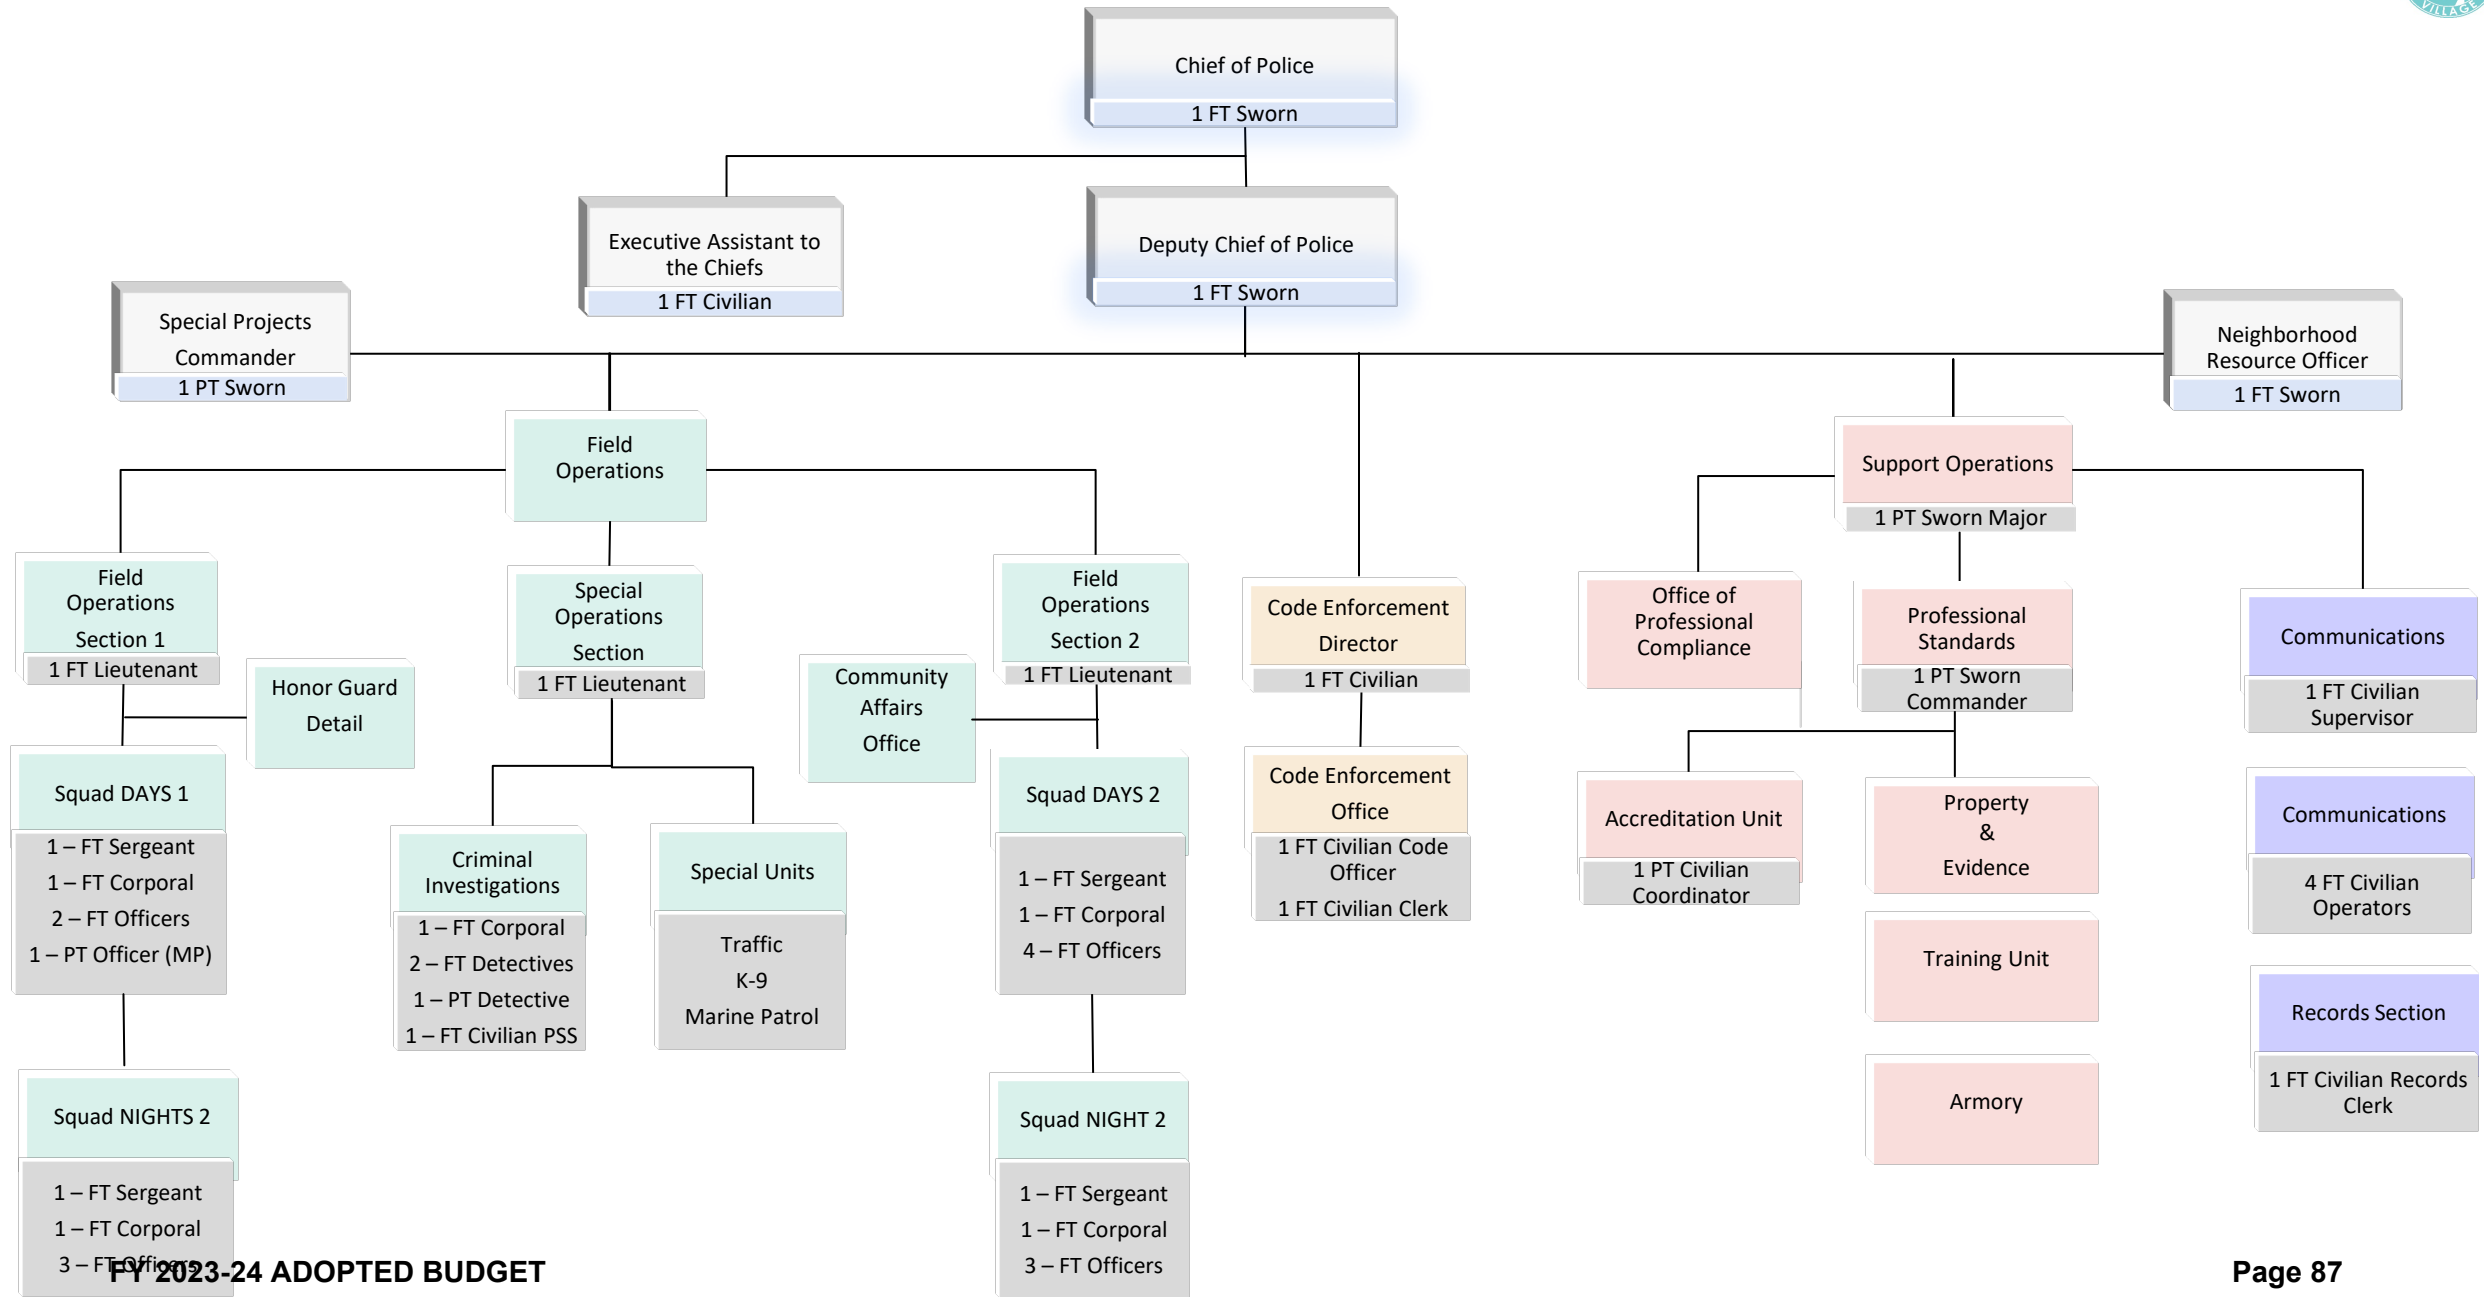 VILLAGE
Chief of Police
1 FT Sworn
Executive Assistant to
the Chiefs
1 FT Civilian
Deputy Chief of Police
1 FT Sworn
Special Projects
Commander
1 PT Sworn
Neighborhood
Resource Officer
1 FT Sworn
Field
Operations
Support Operations
1 PT Sworn Major
Field
Operations
Section 1
1 FT Lieutenant
Honor Guard
Detail
Special
Operations
Section
1 FT Lieutenant
Field
Operations
Section 2
1 FT Lieutenant
Community
Affairs
Office
Code Enforcement
Director
1 FT Civilian
Office of
Professional
Compliance
Professional
Standards
1 PT Sworn
Commander
Communications
1 FT Civilian
Supervisor
Squad DAYS 1
1 – FT Sergeant
1 – FT Corporal
2 – FT Officers
1 – PT Officer (MP)
Criminal
Investigations
1 – FT Corporal
2 – FT Detectives
1 – PT Detective
1 – FT Civilian PSS
Special Units
Traffic
K-9
Marine Patrol
Squad DAYS 2
1 – FT Sergeant
1 – FT Corporal
4 – FT Officers
Code Enforcement
Office
1 FT Civilian Code
Officer
1 FT Civilian Clerk
Accreditation Unit
1 PT Civilian
Coordinator
Property
&
Evidence
Training Unit
Armory
Communications
4 FT Civilian
Operators
Records Section
1 FT Civilian Records
Clerk
Squad NIGHTS 2
1 – FT Sergeant
1 – FT Corporal
3 – FT Officers
Squad NIGHT 2
1 – FT Sergeant
1 – FT Corporal
3 – FT Officers
FY 2023-24 ADOPTED BUDGET
Page 87